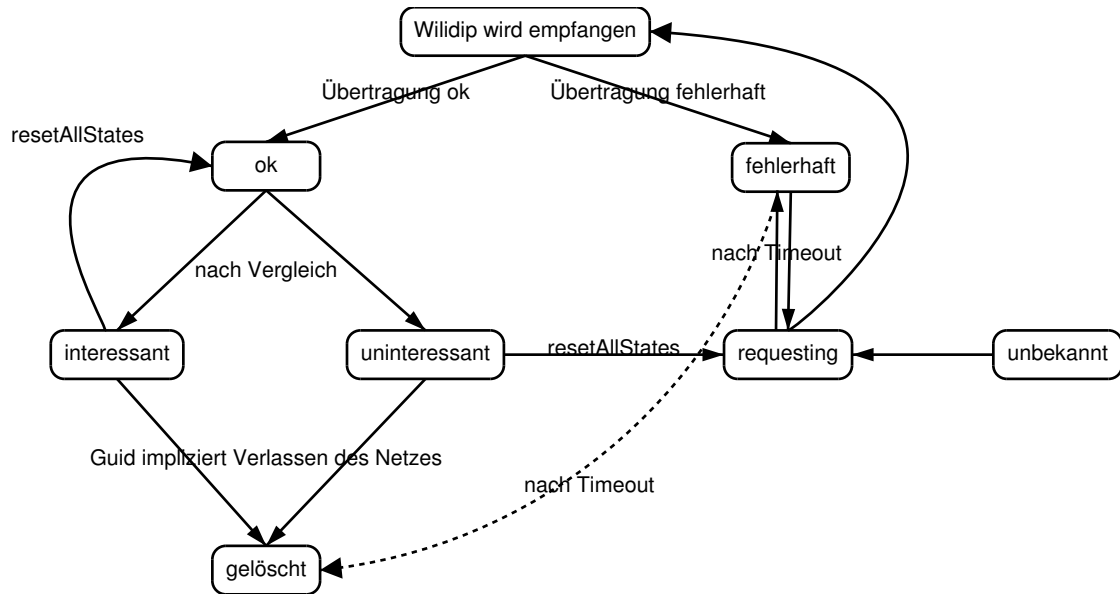 Wilidip wird empfangen
Übertragung ok
Übertragung fehlerhaft
resetAllStates
ok
fehlerhaft
nach Vergleich
nach Timeout
interessant
uninteressant
resetAllStates
requesting
unbekannt
Guid impliziert Verlassen des Netzes
nach Timeout
gelöscht